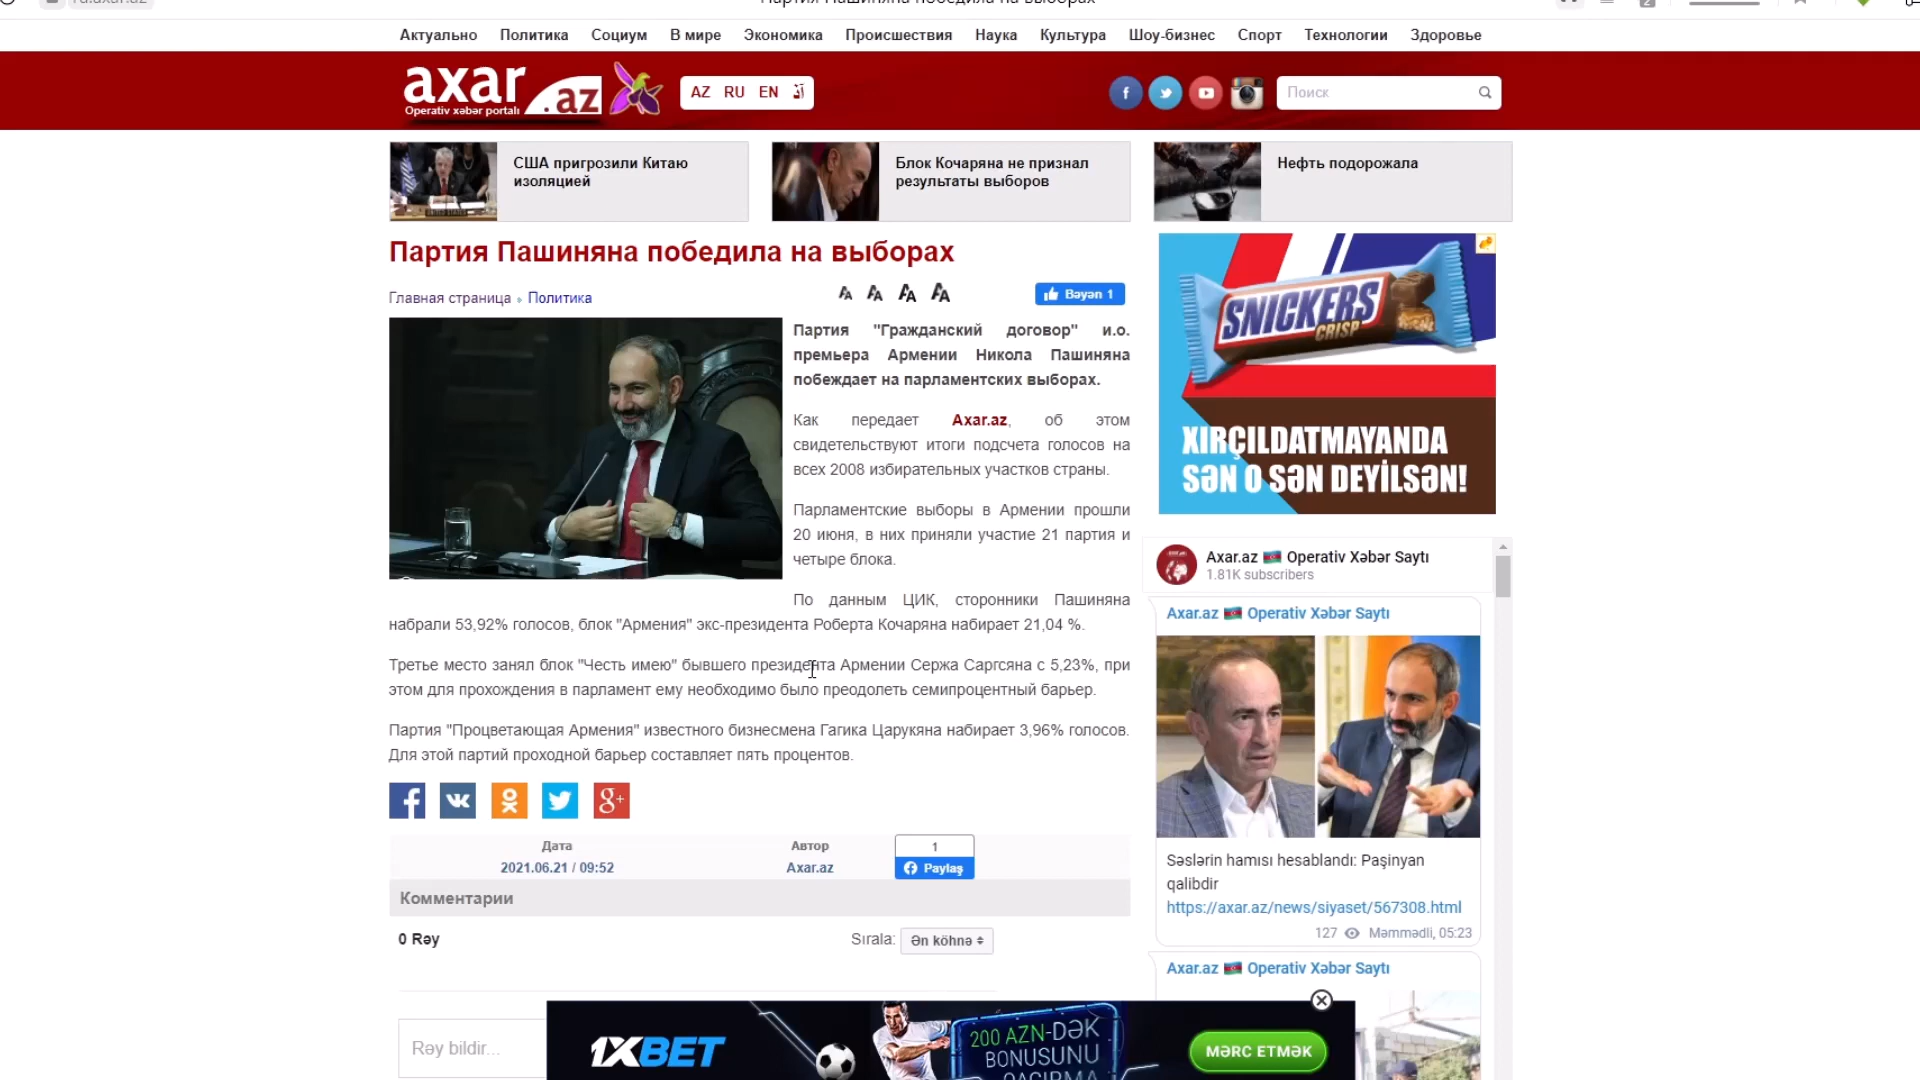 Актуально Политика Социум В мире Экономика Происшествия Наука Культура Шоу-бизнес Спорт Технологии Здоровье
axar.az
Operativ xəbər portalı
AZ RU EN
Поиск
США пригрозили Китаю
изоляцией
Блок Кочаряна не признал
результаты выборов
Нефть подорожала
Партия Пашиняна победила на выборах
Главная страница Политика
Bəyən 1
Партия "Гражданский договор" и.о.
премьера Армении Никола Пашиняна
побеждает на парламентских выборах.
Как передает Axar.az, об этом
свидетельствуют итоги подсчета голосов на
всех 2008 избирательных участков страны.
Парламентские выборы в Армении прошли
20 июня, в них приняли участие 21 партия и
четыре блока.
По данным ЦИК, сторонники Пашиняна
набрали 53,92% голосов, блок "Армения" экс-президента Роберта Кочаряна набирает 21,04 %.
Третье место занял блок "Честь имею" бывшего президента Армении Сержа Саргсяна с 5,23%, при
этом для прохождения в парламент ему необходимо было преодолеть семипроцентный барьер.
Партия "Процветающая Армения" известного бизнесмена Гагика Царукяна набирает 3,96% голосов.
Для этой партий проходной барьер составляет пять процентов.
Дата
2021.06.21 / 09:52
Автор
Axar.az
1
Paylaş
Комментарии
0 Rəy
Sırala: Ən köhnə
Rəy bildir...
SNICKERS
CRISP
XIRÇILDATMAYANDA
SƏN O SƏN DEYİLSƏN!
Axar.az 🇦🇿 Operativ Xəbər Saytı
1.81K subscribers
Axar.az 🇦🇿 Operativ Xəbər Saytı
Səslərin hamısı hesablandı: Paşinyan
qalibdir
https://axar.az/news/siyaset/567308.html
127 Məmmədli, 05:23
Axar.az 🇦🇿 Operativ Xəbər Saytı
1XBET
200 AZN-DƏK
BONUSUNU
MƏRC ETMƏK